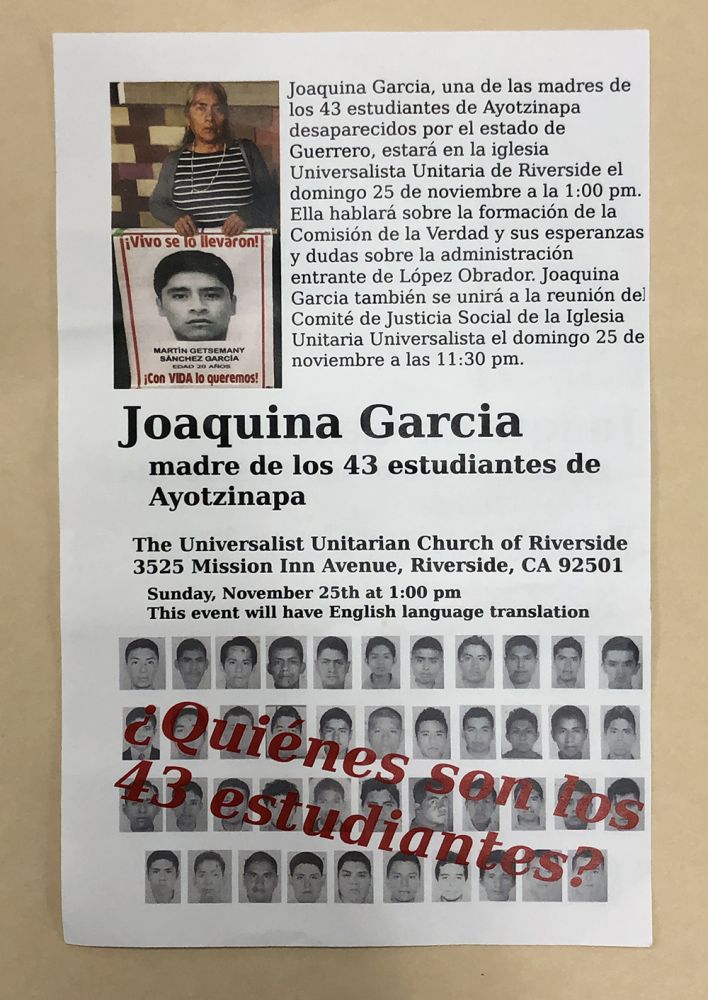 Joaquina Garcia, una de las madres de
los 43 estudiantes de Ayotzinapa
desaparecidos por el estado de
Guerrero, estará en la iglesia
Universalista Unitaria de Riverside el
domingo 25 de noviembre a la 1:00 pm.
Ella hablará sobre la formación de la
Comisión de la Verdad y sus esperanzas
y dudas sobre la administración
entrante de López Obrador. Joaquina
Garcia también se unirá a la reunión del
Comité de Justicia Social de la Iglesia
Unitaria Universalista el domingo 25 de
noviembre a las 11:30 pm.
¡Vivo se lo llevaron!
MARTÍN GETSEMANY
SÁNCHEZ GARCÍA
EDAD 20 AÑOS
¡Con VIDA lo queremos!
Joaquina Garcia
madre de los 43 estudiantes de
Ayotzinapa
The Universalist Unitarian Church of Riverside
3525 Mission Inn Avenue, Riverside, CA 92501
Sunday, November 25th at 1:00 pm
This event will have English language translation
¿Quiénes son los
43 estudiantes?